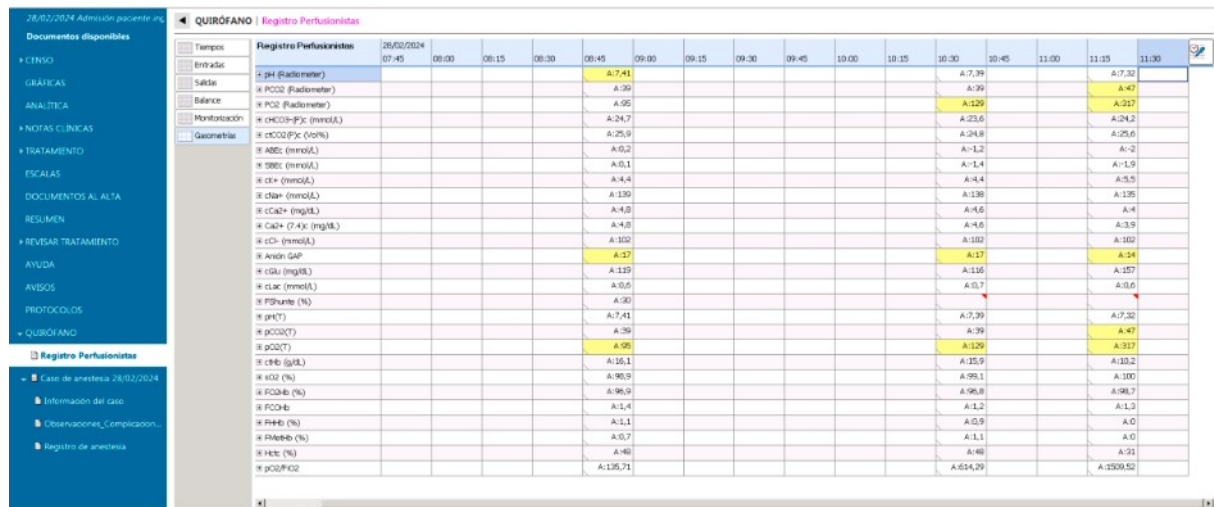 28/02/2024 Admisión paciente ing
Documentos disponibles
CENSO
GRÁFICAS
ANALÍTICA
NOTAS CLÍNICAS
TRATAMIENTO
ESCALAS
DOCUMENTOS AL ALTA
RESUMEN
REVISAR TRATAMIENTO
AYUDA
AVISOS
PROTOCOLOS
QUIRÓFANO
Registro Perfusionistas
Caso de anestesia 28/02/2024
Información del caso
Observaciones_Complicacion...
Registro de anestesia
QUIRÓFANO | Registro Perfusionistas
Tiempos
Entradas
Salidas
Balance
Monitorización
Gasometrías
Registro Perfusionistas 28/02/2024
07:45 08:00 08:15 08:30 08:45 09:00 09:15 09:30 09:45 10:00 10:15 10:30 10:45 11:00 11:15 11:30
pH (Radiometer) A:7,41 A:7,39 A:7,32
PCO2 (Radiometer) A:39 A:39 A:47
PO2 (Radiometer) A:95 A:129 A:317
cHCO3-(P)c (mmol/L) A:24,7 A:23,6 A:24,2
ctCO2(P)c (Vol%) A:25,9 A:24,8 A:25,6
ABEc (mmol/L) A:0,2 A:-1,2 A:-2
SBEc (mmol/L) A:0,1 A:-1,4 A:-1,9
cK+ (mmol/L) A:4,4 A:4,4 A:5,5
cNa+ (mmol/L) A:139 A:138 A:135
cCa2+ (mg/dL) A:4,8 A:4,6 A:4
Ca2+ (7.4)c (mg/dL) A:4,8 A:4,6 A:3,9
cCl- (mmol/L) A:102 A:102 A:102
Anión GAP A:17 A:17 A:14
cGlu (mg/dL) A:119 A:116 A:157
cLac (mmol/L) A:0,6 A:0,7 A:0,6
FShunte (%) A:30
pH(T) A:7,41 A:7,39 A:7,32
pCO2(T) A:39 A:39 A:47
pO2(T) A:95 A:129 A:317
ctHb (g/dL) A:16,1 A:15,9 A:10,2
sO2 (%) A:98,9 A:99,1 A:100
FO2Hb (%) A:96,9 A:96,8 A:98,7
FCOHb A:1,4 A:1,2 A:1,3
FHHb (%) A:1,1 A:0,9 A:0
FMetHb (%) A:0,7 A:1,1 A:0
Hctc (%) A:48 A:48 A:31
pO2/FiO2 A:135,71 A:614,29 A:1509,52